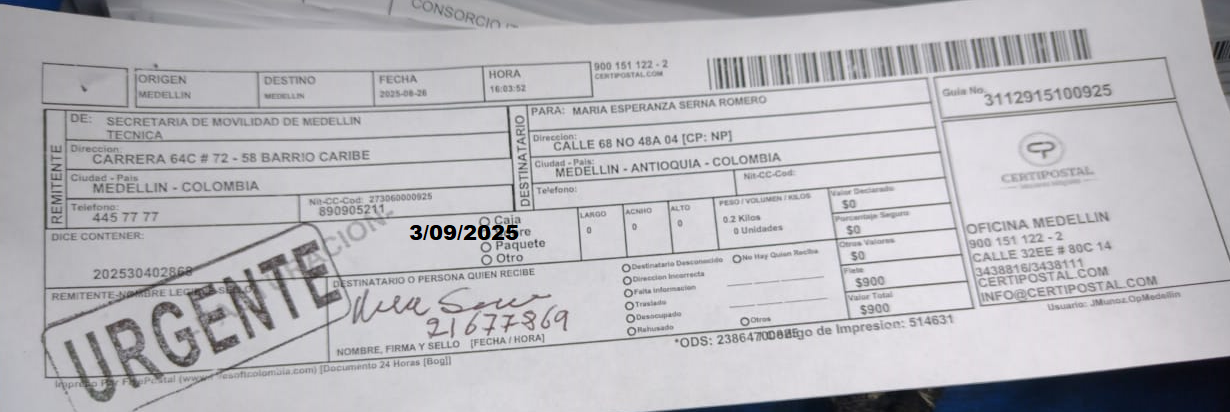 CONSORCIO
ORIGEN
MEDELLIN
DESTINO
MEDELLIN
FECHA
2025-08-26
HORA
16:03:52
900 151 122 - 2
CERTIPOSTAL.COM
REMITENTE
DE: SECRETARIA DE MOVILIDAD DE MEDELLIN
TECNICA
Direccion:
CARRERA 64C # 72 - 58 BARRIO CARIBE
Ciudad - Pais:
MEDELLIN - COLOMBIA
Telefono:
445 77 77
Nit-CC-Cod: 273060000925
890905211
DESTINATARIO
PARA: MARIA ESPERANZA SERNA ROMERO
Direccion:
CALLE 68 NO 48A 04 [CP: NP]
Ciudad - Pais:
MEDELLIN - ANTIOQUIA - COLOMBIA
Telefono:
Nit-CC-Cod:
Guia No.
3112915100925
CERTIPOSTAL
OFICINA MEDELLIN
900 151 122 - 2
CALLE 32EE # 80C 14
3438816/3438111
CERTIPOSTAL.COM
INFO@CERTIPOSTAL.COM
Usuario: JMunoz.OpMedellin
DICE CONTENER:
202530402868
Caja
3/09/2025
Paquete
Otro
LARGO
0
ACNHO
0
ALTO
0
PESO / VOLUMEN / KILOS
0.2 Kilos
0 Unidades
Valor Declarado
$0
Porcentaje Seguro
$0
Otros Valores
$0
Flete
$900
Valor Total
$900
REMITENTE-NOMBRE
URGENTE
DESTINATARIO O PERSONA QUIEN RECIBE
21677869
NOMBRE, FIRMA Y SELLO [FECHA / HORA]
Destinatario Desconocido
No Hay Quien Reciba
Direccion Incorrecta
Falta Informacion
Traslado
Desocupado
Rehusado
Otros
*ODS: 23864700825
Codigo de Impresion: 514631
[Documento 24 Horas [Bog]]